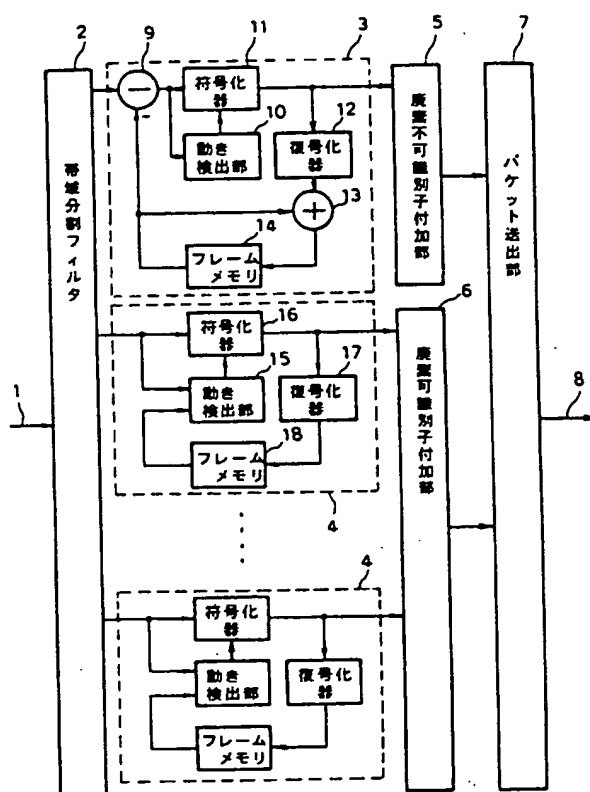 2
9
11
3
5
7
符号化
器
10
12
動き
検出部
復号化
器
13
14
フレーム
メモリ
帯域分割フィルタ
廃棄不可識別子付加部
パケット送出部
6
16
符号化
器
15
17
動き
検出部
復号化
器
18
フレーム
メモリ
廃棄可識別子付加部
1
8
4
4
符号化
器
動き
検出部
復号化
器
フレーム
メモリ